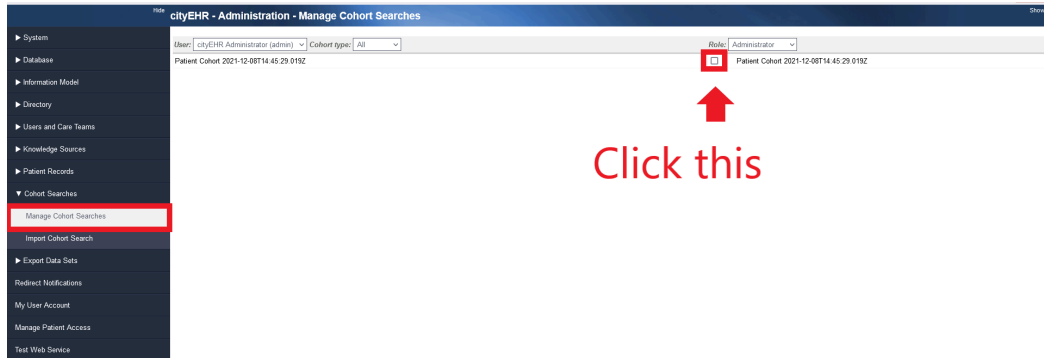 Hide
cityEHR - Administration - Manage Cohort Searches
Show
▶ System
User: cityEHR Administrator (admin) Cohort type: All
Role: Administrator
▶ Database
Patient Cohort 2021-12-08T14:45:29.019Z
Patient Cohort 2021-12-08T14:45:29.019Z
▶ Information Model
▶ Directory
▶ Users and Care Teams
▶ Knowledge Sources
Click this
▶ Patient Records
▼ Cohort Searches
Manage Cohort Searches
Import Cohort Search
▶ Export Data Sets
Redirect Notifications
My User Account
Manage Patient Access
Test Web Service